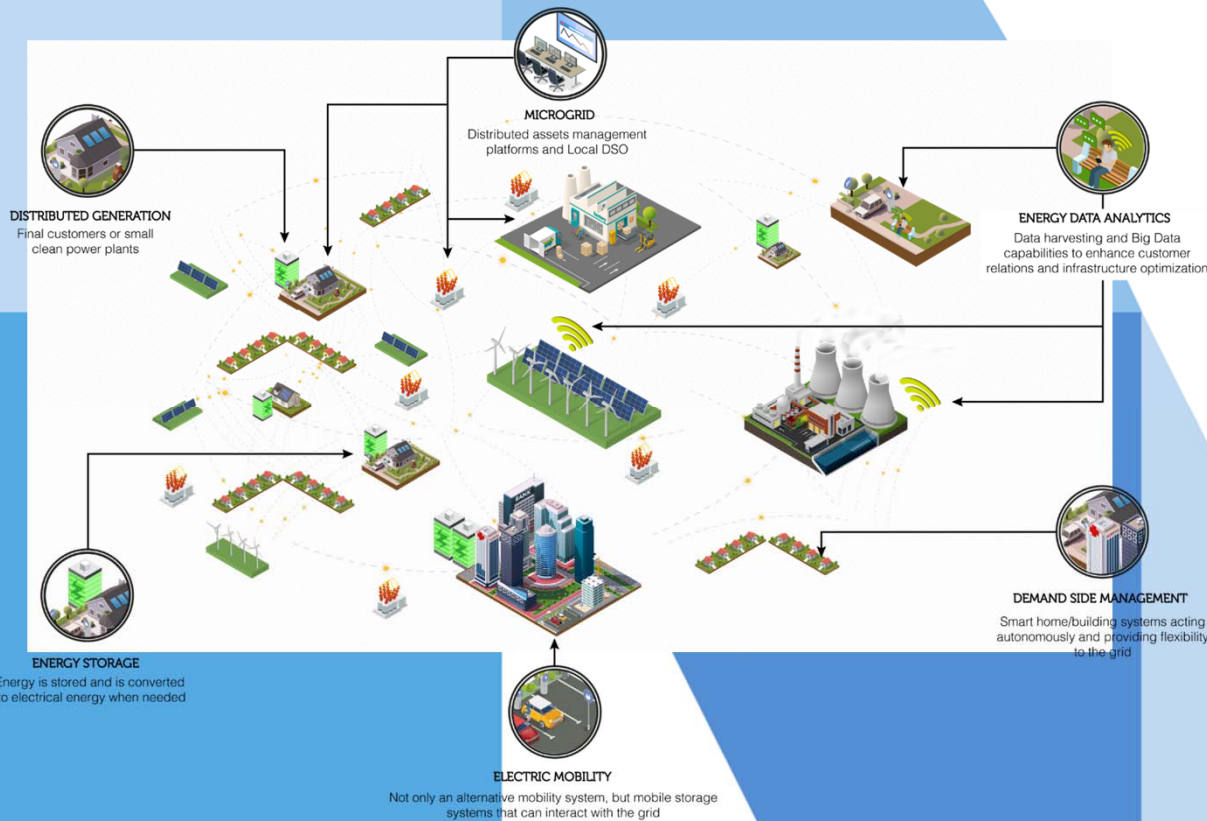 MICROGRID
Distributed assets management
platforms and Local DSO
DISTRIBUTED GENERATION
Final customers or small
clean power plants
ENERGY DATA ANALYTICS
Data harvesting and Big Data
capabilities to enhance customer
relations and infrastructure optimization
BANK
DEMAND SIDE MANAGEMENT
Smart home/building systems acting
autonomously and providing flexibility
to the grid
ENERGY STORAGE
Energy is stored and is converted
to electrical energy when needed
ELECTRIC MOBILITY
Not only an alternative mobility system, but mobile storage
systems that can interact with the grid